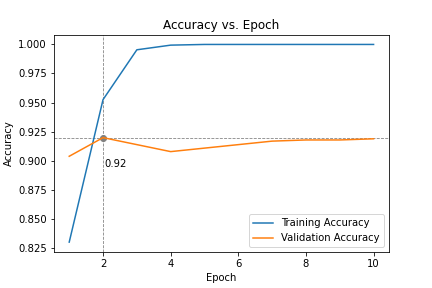 Accuracy vs. Epoch
Accuracy
1.000
0.975
0.950
0.925
0.900
0.875
0.850
0.825
0.92
Training Accuracy
Validation Accuracy
2
4
6
8
10
Epoch